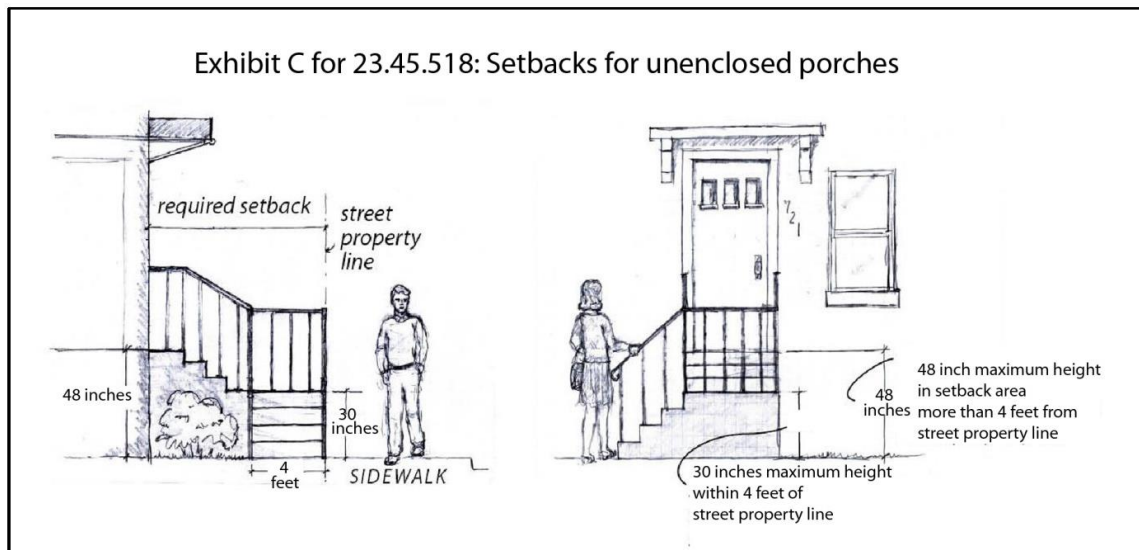 Exhibit C for 23.45.518: Setbacks for unenclosed porches
required setback
street
property
line
48 inches
30
inches
4
feet
SIDEWALK
721
48
inches
48 inch maximum height
in setback area
more than 4 feet from
street property line
30 inches maximum height
within 4 feet of
street property line